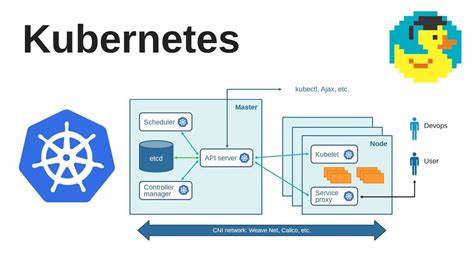 Kubernetes
kubectl, Ajax, etc.
Master
Scheduler
etcd
API server
Controller
manager
Node
Kubelet
Service
proxy
Devops
User
CNI network: Weave Net, Calico, etc.